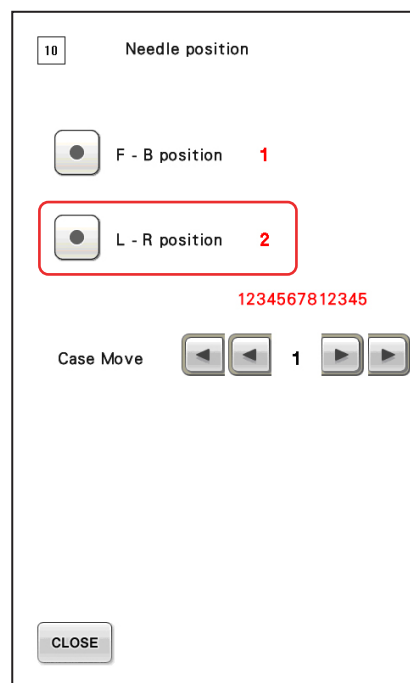 10 Needle position
F - B position 1
L - R position 2
1234567812345
Case Move 1
CLOSE